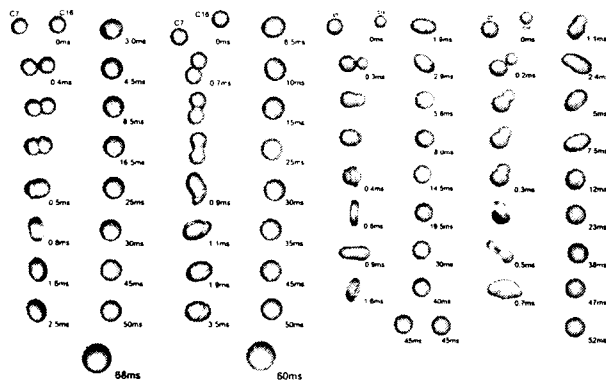 C7 C16
0ms
0.4ms
8.5ms
16.5ms
0.5ms
0.8ms
1.6ms
2.5ms
3.0ms
4.5ms
25ms
30ms
45ms
50ms
68ms
C7 C16
0ms
0.7ms
0.9ms
1.1ms
1.9ms
3.5ms
6.5ms
10ms
15ms
25ms
30ms
35ms
45ms
50ms
60ms
0ms
0.3ms
0.4ms
0.6ms
0.9ms
1.6ms
1.9ms
2.9ms
5.6ms
8.0ms
14.5ms
19.5ms
30ms
40ms
45ms 45ms
0ms
0.2ms
0.3ms
0.5ms
0.7ms
1.1ms
2.4ms
5ms
7.5ms
12ms
23ms
38ms
47ms
52ms